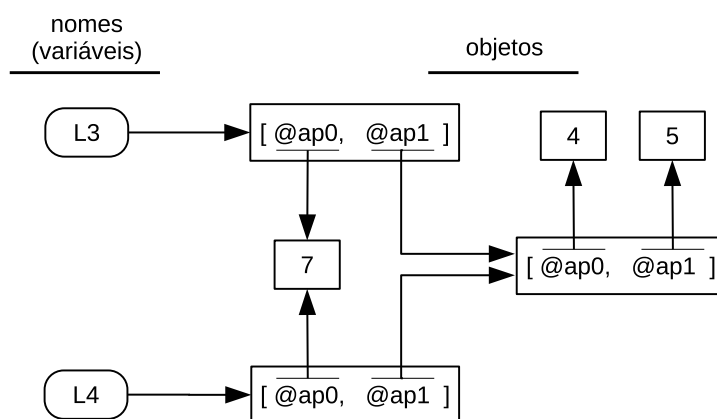 nomes
(variáveis)
objetos
L3
[ @ap0, @ap1 ]
4
5
7
[ @ap0, @ap1 ]
L4
[ @ap0, @ap1 ]